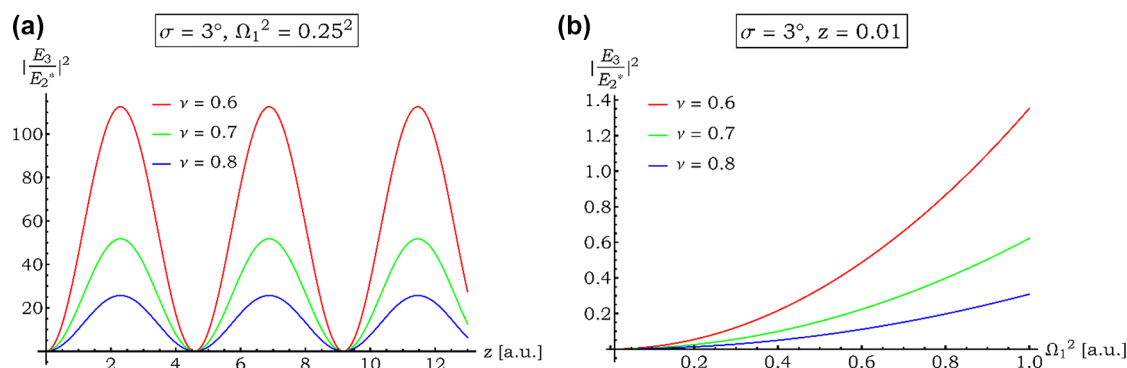 (a)
σ = 3°, Ω₁² = 0.25²
|E₃/E₂*|²
ν = 0.6
ν = 0.7
ν = 0.8
100
80
60
40
20
0 2 4 6 8 10 12
z [a.u.]
(b)
σ = 3°, z = 0.01
|E₃/E₂*|²
ν = 0.6
ν = 0.7
ν = 0.8
1.4
1.2
1.0
0.8
0.6
0.4
0.2
0.0
0.2 0.4 0.6 0.8 1.0
Ω₁² [a.u.]